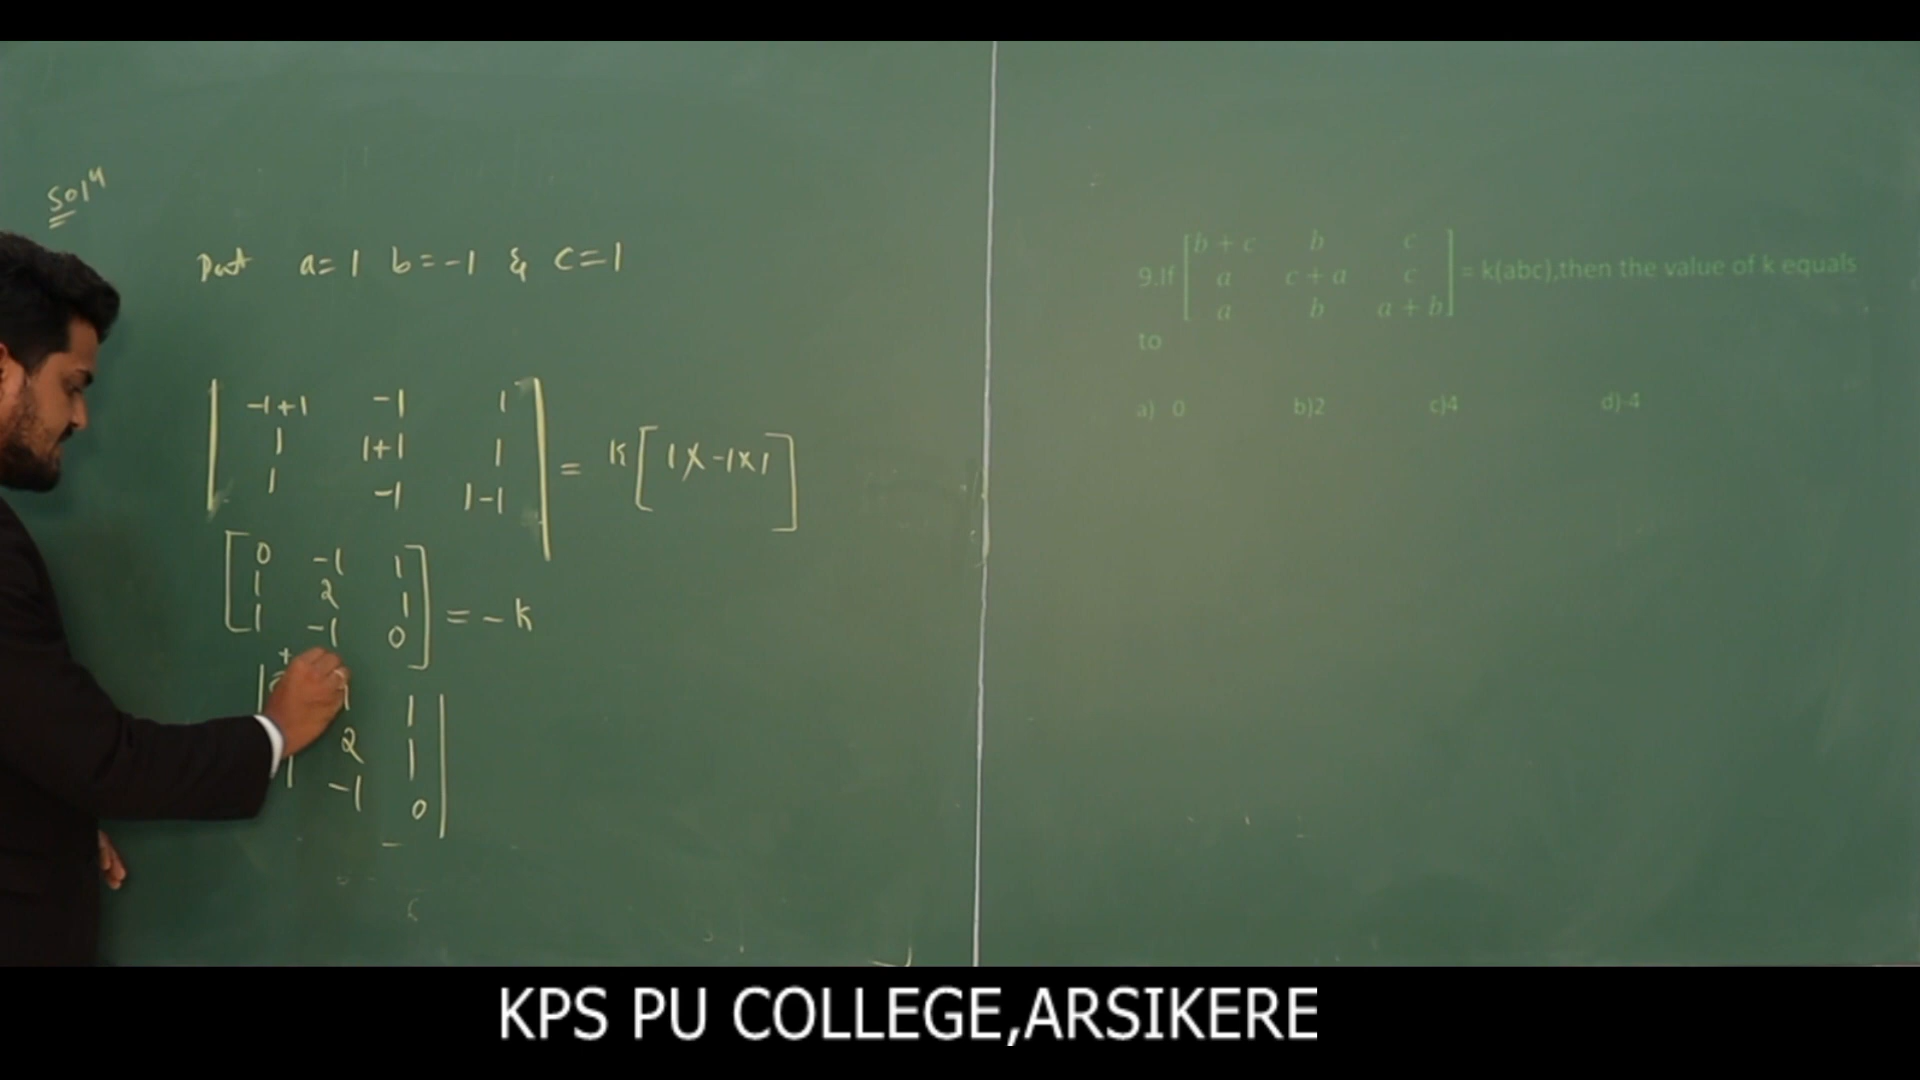 Soln
Put a=1 b=-1 & c=1
-1+1 -1 1
1 1+1 1 = k[1×-1×1]
1 -1 1-1
0 -1 1
1 2 1 = -k
1 -1 0
+
1
2 1
1 -1 0
b + c b c
9.If a c + a c = k(abc),then the value of k equals
a b a + b
to
a) 0 b)2 c)4 d)-4
KPS PU COLLEGE,ARSIKERE